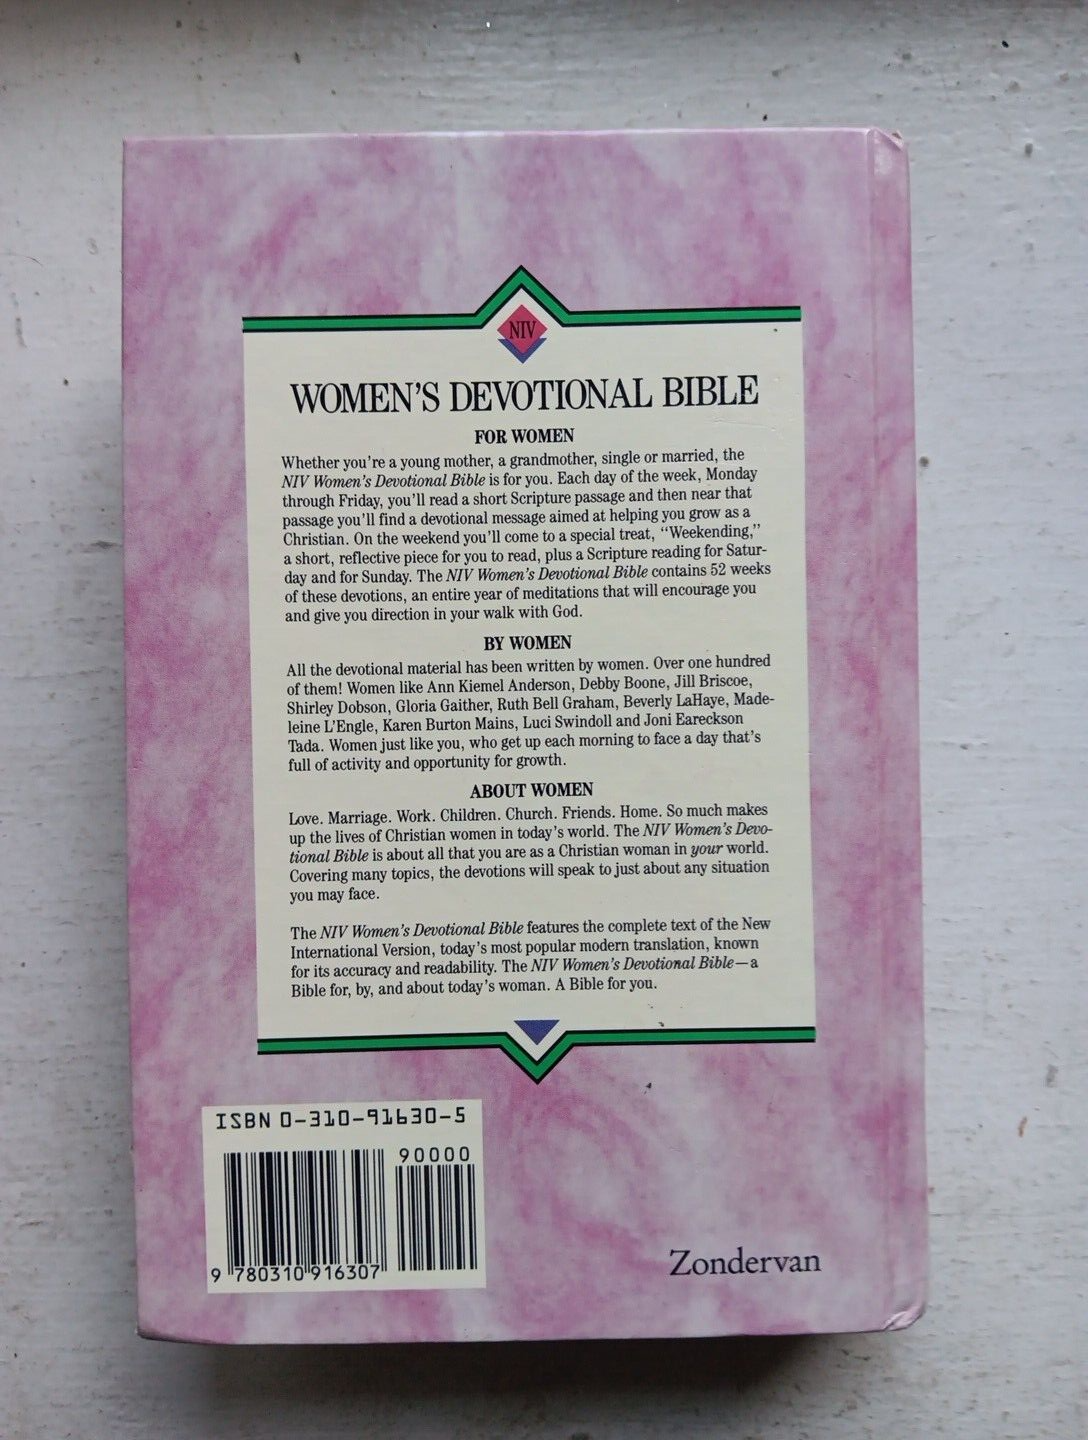 NIV
WOMEN'S DEVOTIONAL BIBLE
FOR WOMEN
Whether you're a young mother, a grandmother, single or married, the
NIV Women's Devotional Bible is for you. Each day of the week, Monday
through Friday, you'll read a short Scripture passage and then near that
passage you'll find a devotional message aimed at helping you grow as a
Christian. On the weekend you'll come to a special treat, "Weekending,"
a short, reflective piece for you to read, plus a Scripture reading for Satur-
day and for Sunday. The NIV Women's Devotional Bible contains 52 weeks
of these devotions, an entire year of meditations that will encourage you
and give you direction in your walk with God.
BY WOMEN
All the devotional material has been written by women. Over one hundred
of them! Women like Ann Kiemel Anderson, Debby Boone, Jill Briscoe,
Shirley Dobson, Gloria Gaither, Ruth Bell Graham, Beverly LaHaye, Made-
leine L'Engle, Karen Burton Mains, Luci Swindoll and Joni Eareckson
Tada. Women just like you, who get up each morning to face a day that's
full of activity and opportunity for growth.
ABOUT WOMEN
Love. Marriage. Work. Children. Church. Friends. Home. So much makes
up the lives of Christian women in today's world. The NIV Women's Devo-
tional Bible is about all that you are as a Christian woman in your world.
Covering many topics, the devotions will speak to just about any situation
you may face.
The NIV Women's Devotional Bible features the complete text of the New
International Version, today's most popular modern translation, known
for its accuracy and readability. The NIV Women's Devotional Bible—a
Bible for, by, and about today's woman. A Bible for you.
ISBN 0-310-91630-5
90000
9 780310 916307
Zondervan